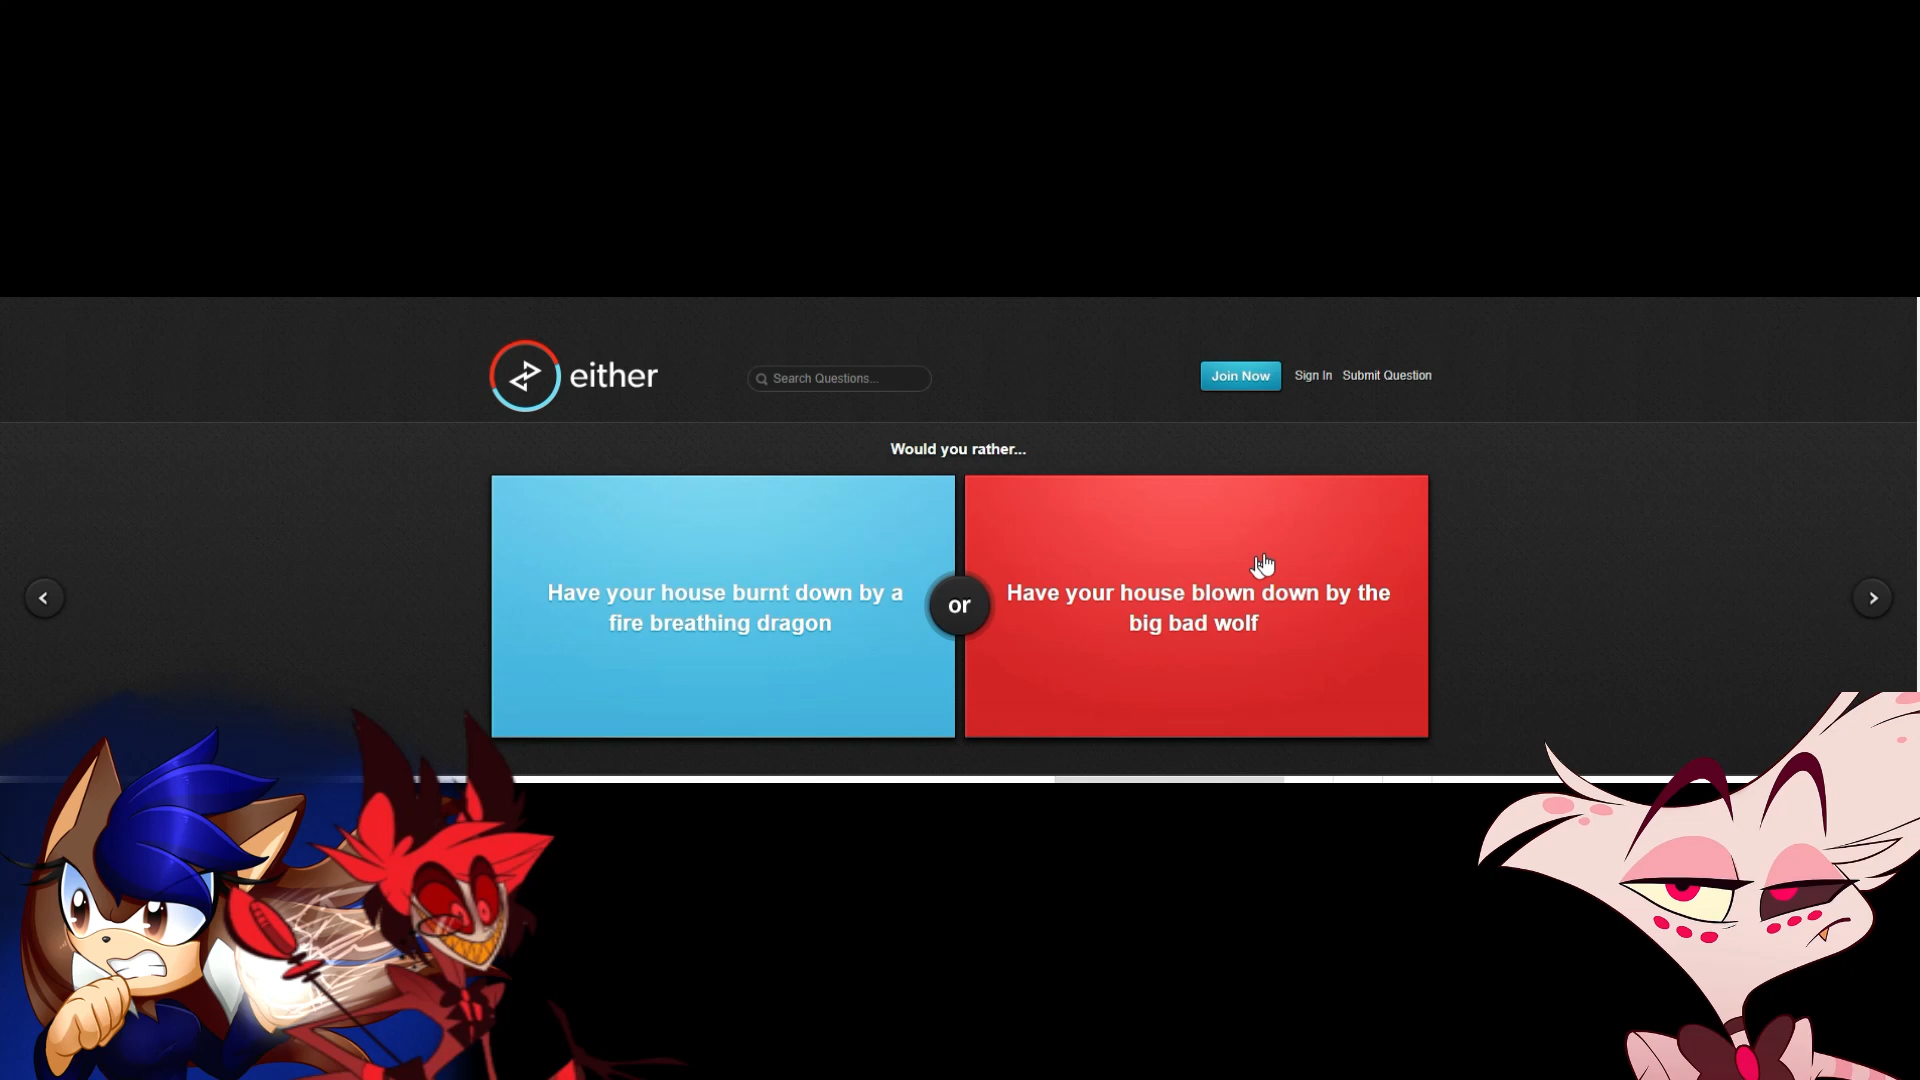 either
Search Questions...
Join Now
Sign In
Submit Question
Would you rather...
Have your house burnt down by a
fire breathing dragon
or
Have your house blown down by the
big bad wolf